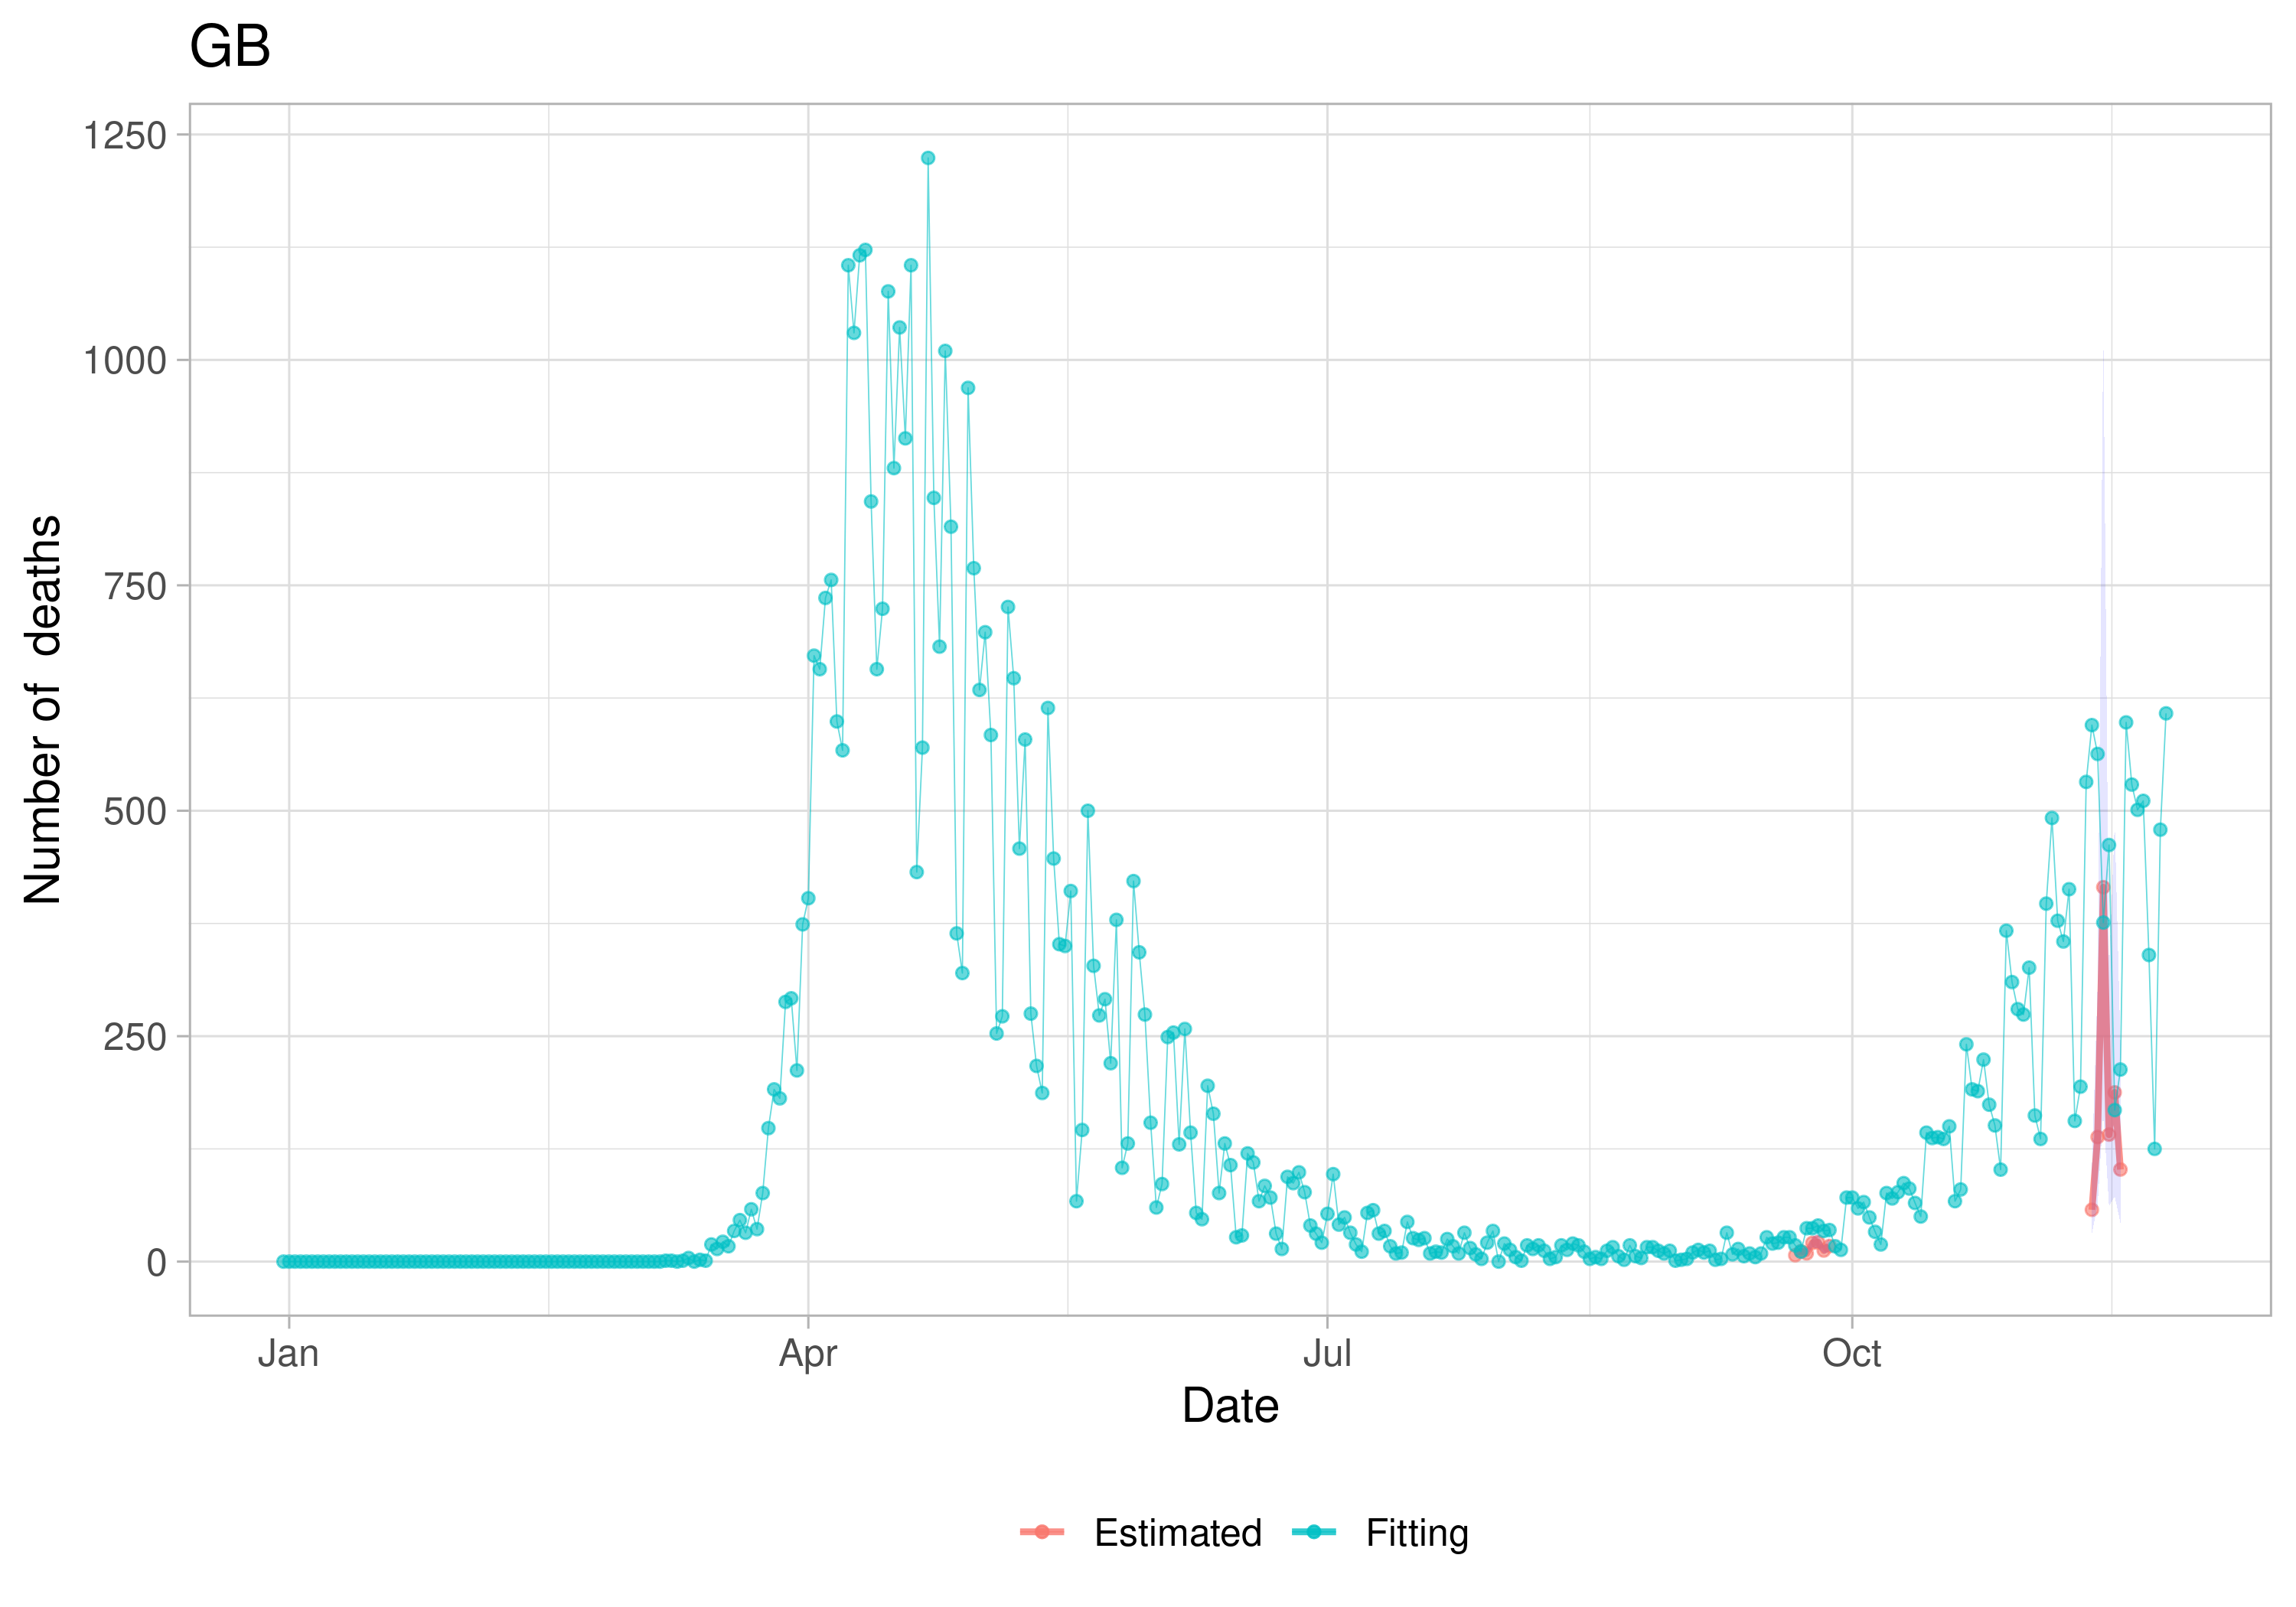 GB
1250
1000
750
500
250
0
Number of deaths
Jan Apr Jul Oct
Date
Estimated Fitting